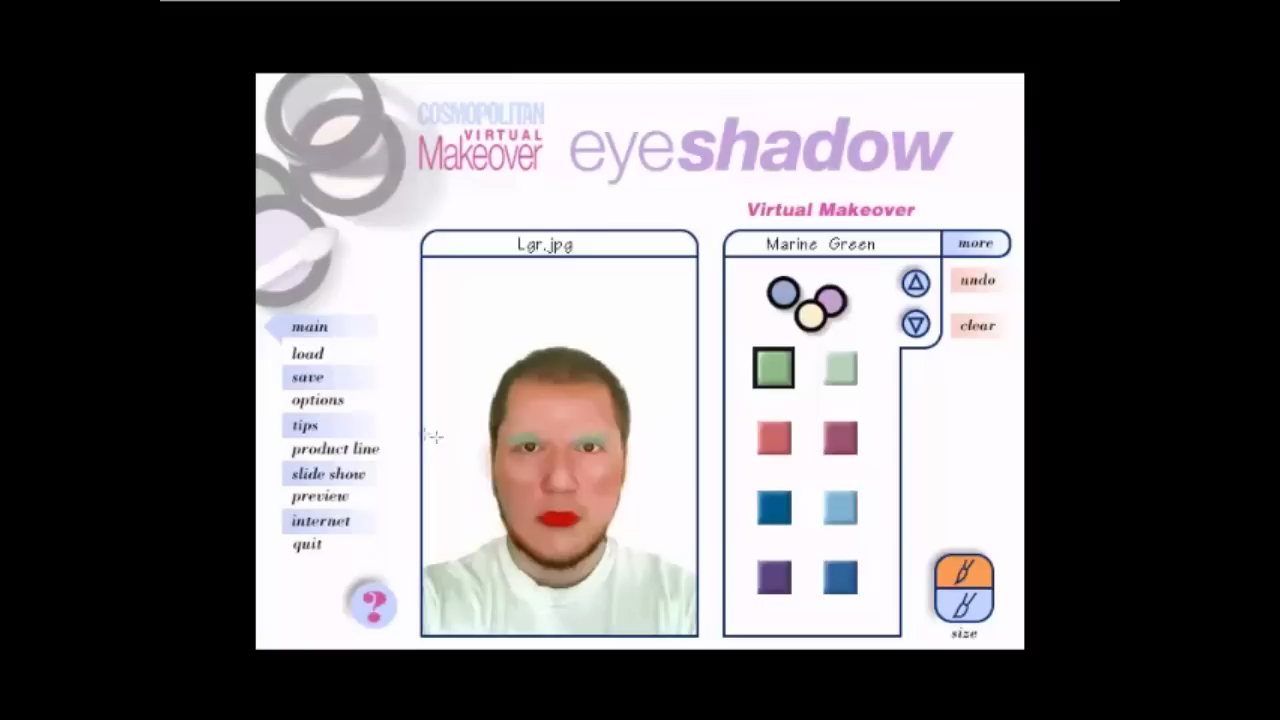 COSMOPOLITAN
VIRTUAL
Makeover
eyeshadow
Virtual Makeover
Lgr.jpg
Marine Green
more
undo
clear
main
load
save
options
tips
product line
slide show
preview
internet
quit
?
size